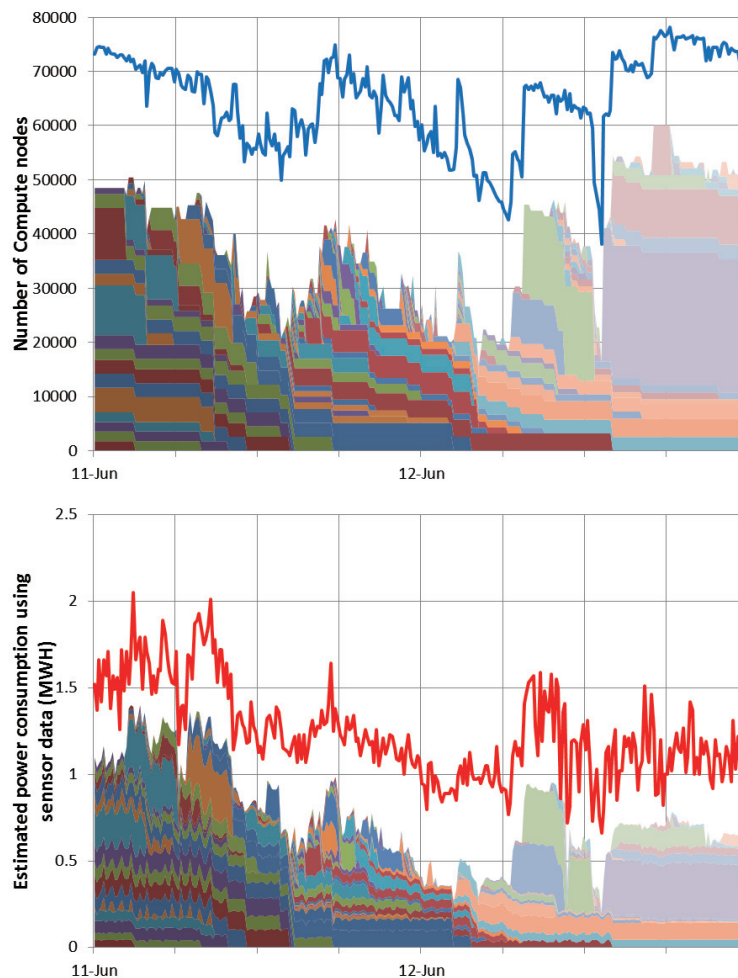 80000
70000
60000
50000
40000
30000
20000
10000
0
Number of Compute nodes
11-Jun
12-Jun
2.5
2
1.5
1
0.5
0
Estimated power consumption using
sennsor data (MWH)
11-Jun
12-Jun